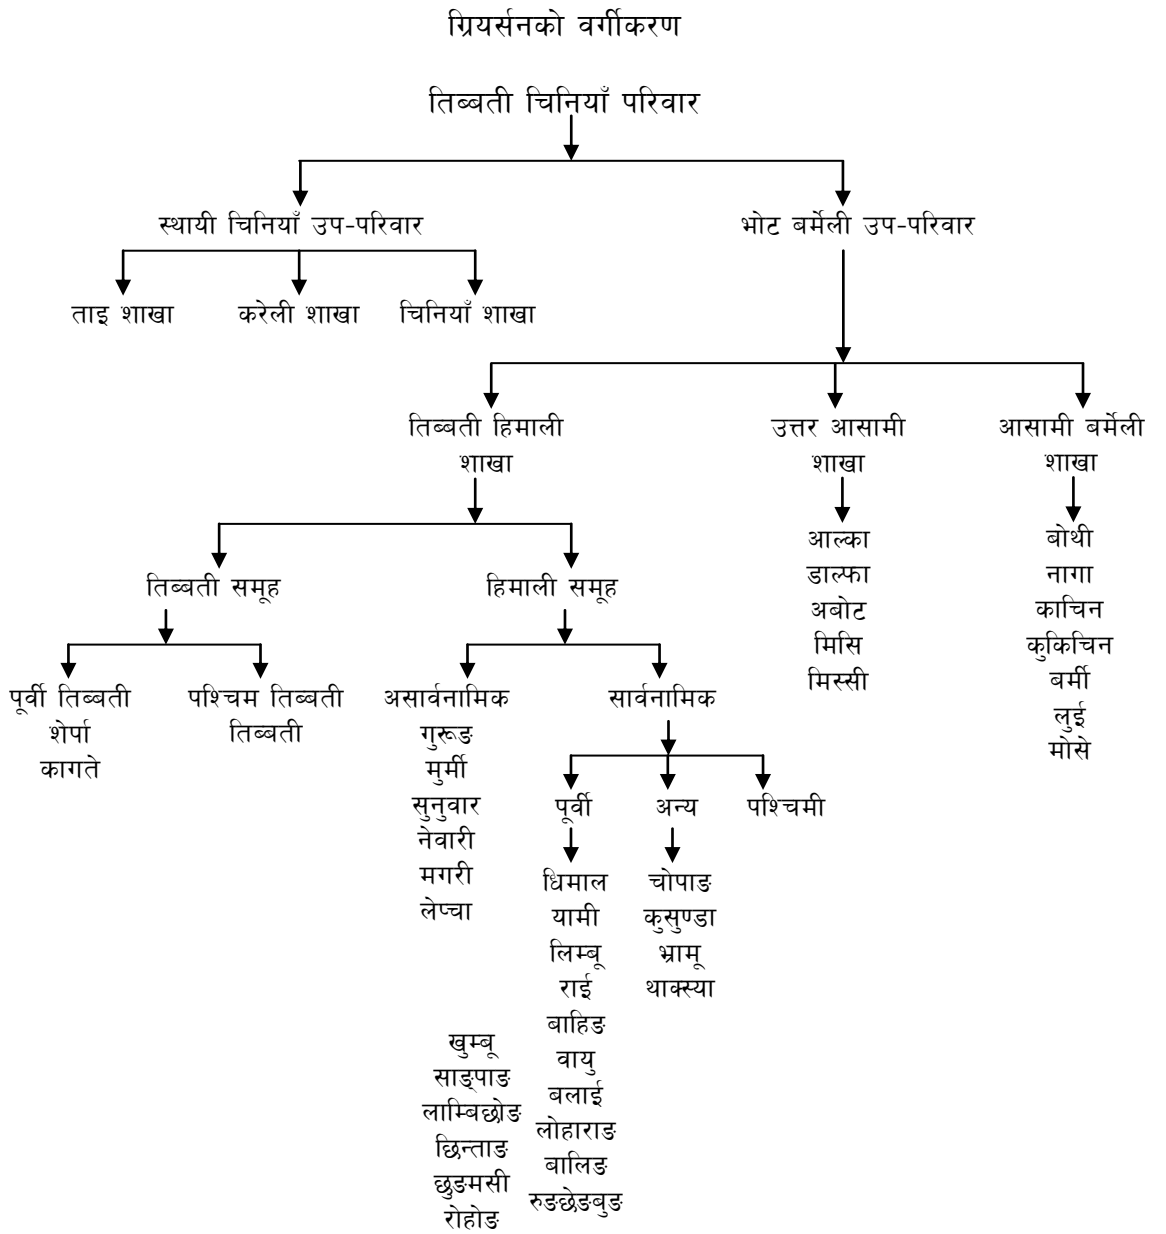 ग्रियर्सनको वर्गीकरण
तिब्बती चिनियाँ परिवार
स्थायी चिनियाँ उप-परिवार
भोट बर्मेली उप-परिवार
ताइ शाखा
करेली शाखा
चिनियाँ शाखा
तिब्बती हिमाली
शाखा
उत्तर आसामी
शाखा
आसामी बर्मेली
शाखा
आल्का
डाल्फा
अबोट
मिसि
मिस्सी
बोथी
नागा
काचिन
कुकिचिन
बर्मी
लुई
मोसे
तिब्बती समूह
हिमाली समूह
पूर्वी तिब्बती
शेर्पा
कागते
पश्चिम तिब्बती
तिब्बती
असार्वनामिक
गुरूङ
मुर्मी
सुनुवार
नेवारी
मगरी
लेप्चा
सार्वनामिक
पूर्वी
अन्य
पश्चिमी
धिमाल
यामी
लिम्बू
राई
बाहिङ
वायु
बलाई
लोहाराङ
बालिङ
रुङछेङबुङ
चोपाङ
कुसुण्डा
भ्रामू
थाक्स्या
खुम्बू
साङ्पाङ
लाम्बिछोङ
छिन्ताङ
छुङमसी
रोहोङ